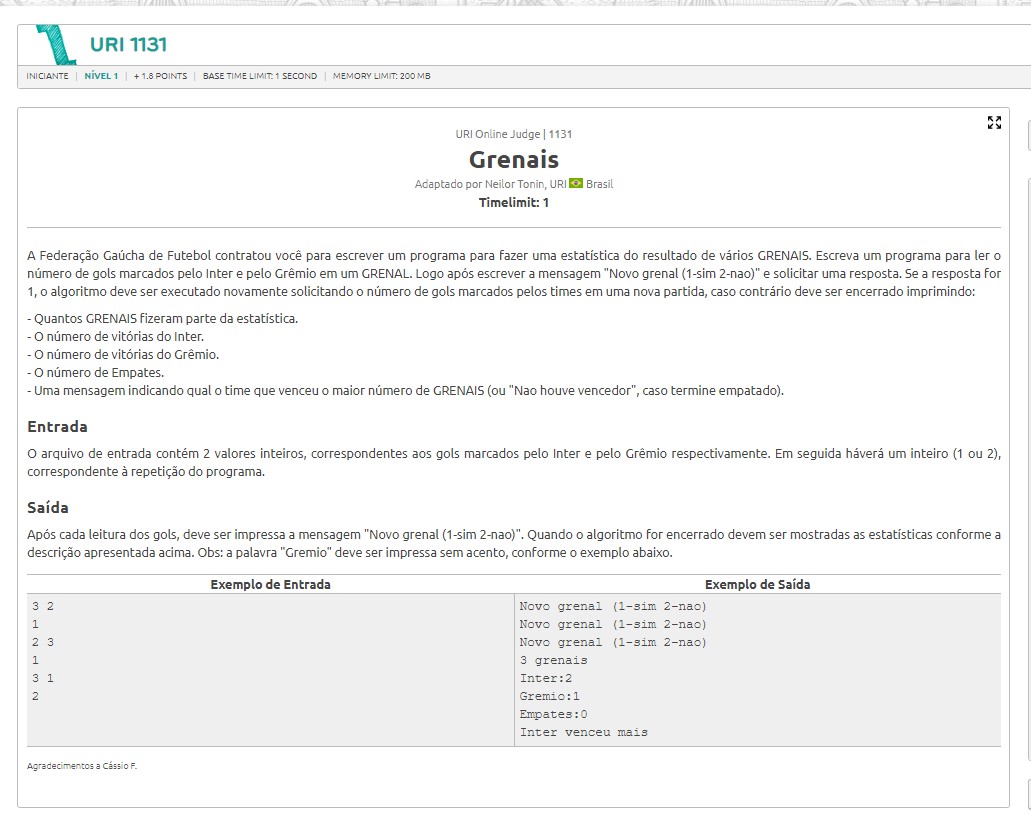 URI 1131
INICIANTE | NÍVEL 1 | + 1.8 POINTS | BASE TIME LIMIT: 1 SECOND | MEMORY LIMIT: 200 MB
URI Online Judge | 1131
Grenais
Adaptado por Neilor Tonin, URI Brasil
Timelimit: 1
A Federação Gaúcha de Futebol contratou você para escrever um programa para fazer uma estatística do resultado de vários GRENAIS. Escreva um programa para ler o
número de gols marcados pelo Inter e pelo Grêmio em um GRENAL. Logo após escrever a mensagem "Novo grenal (1-sim 2-nao)" e solicitar uma resposta. Se a resposta for
1, o algoritmo deve ser executado novamente solicitando o número de gols marcados pelos times em uma nova partida, caso contrário deve ser encerrado imprimindo:
- Quantos GRENAIS fizeram parte da estatística.
- O número de vitórias do Inter.
- O número de vitórias do Grêmio.
- O número de Empates.
- Uma mensagem indicando qual o time que venceu o maior número de GRENAIS (ou "Nao houve vencedor", caso termine empatado).
Entrada
O arquivo de entrada contém 2 valores inteiros, correspondentes aos gols marcados pelo Inter e pelo Grêmio respectivamente. Em seguida háverá um inteiro (1 ou 2),
correspondente à repetição do programa.
Saída
Após cada leitura dos gols, deve ser impressa a mensagem "Novo grenal (1-sim 2-nao)". Quando o algoritmo for encerrado devem ser mostradas as estatísticas conforme a
descrição apresentada acima. Obs: a palavra "Gremio" deve ser impressa sem acento, conforme o exemplo abaixo.
Exemplo de Entrada
3 2
1
2 3
1
3 1
2
Exemplo de Saída
Novo grenal (1-sim 2-nao)
Novo grenal (1-sim 2-nao)
Novo grenal (1-sim 2-nao)
3 grenais
Inter:2
Gremio:1
Empates:0
Inter venceu mais
Agradecimentos a Cássio F.